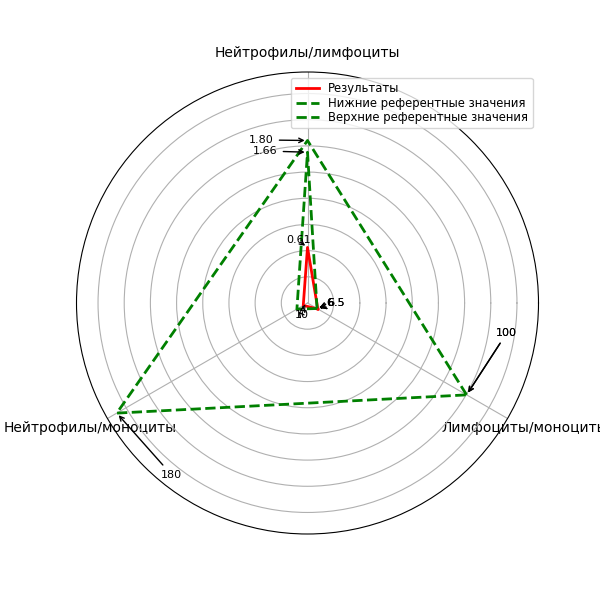 Нейтрофилы/лимфоциты
Результаты
Нижние референтные значения
Верхние референтные значения
1.80
1.66
0.61
6.5
10
100
Нейтрофилы/моноциты
Лимфоциты/моноциты
180